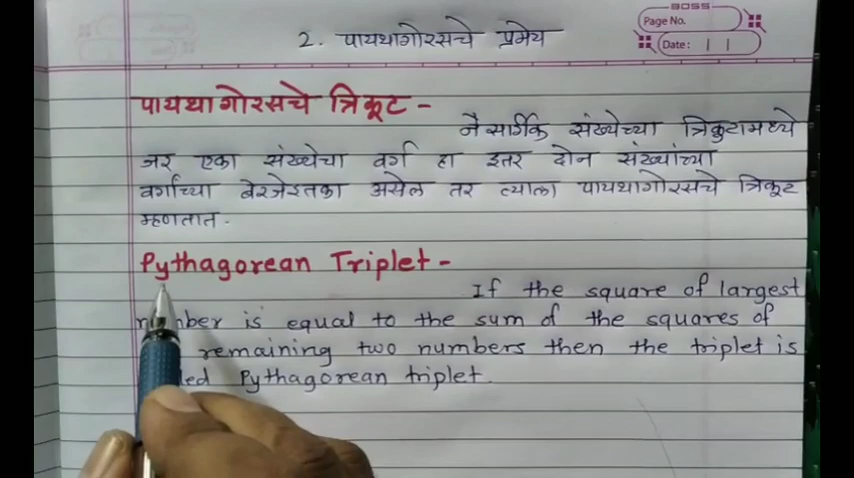 BOSS
Page No.
Date:
2. पायथागोरसचे प्रमेय
पायथागोरसचे त्रिकूट -
नैसर्गिक संख्येच्या त्रिकुटामध्ये
जर एका संख्येचा वर्ग हा इतर दोन संख्यांच्या
वर्गाच्या बेरजेइतका असेल तर त्याला पायथागोरसचे त्रिकूट
म्हणतात.
Pythagorean Triplet -
If the square of largest
is equal to the sum of the squares of
remaining two numbers then the triplet is
Pythagorean triplet.